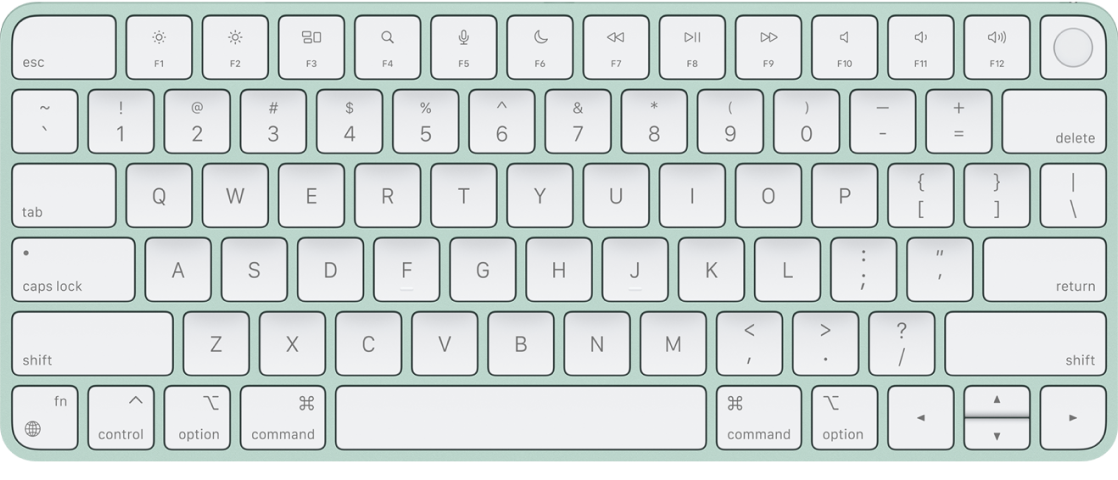 esc F1 F2 F3 F4 F5 F6 F7 F8 F9 F10 F11 F12
~ ! @ # $ % ^ & * ( ) — +
` 1 2 3 4 5 6 7 8 9 0 - = delete
tab Q W E R T Y U I O P { } |
[ ] \
caps lock A S D F G H J K L : " return
; '
shift Z X C V B N M < > ? shift
, . /
fn ^ ⌥ ⌘ ⌘ ⌥
control option command command option